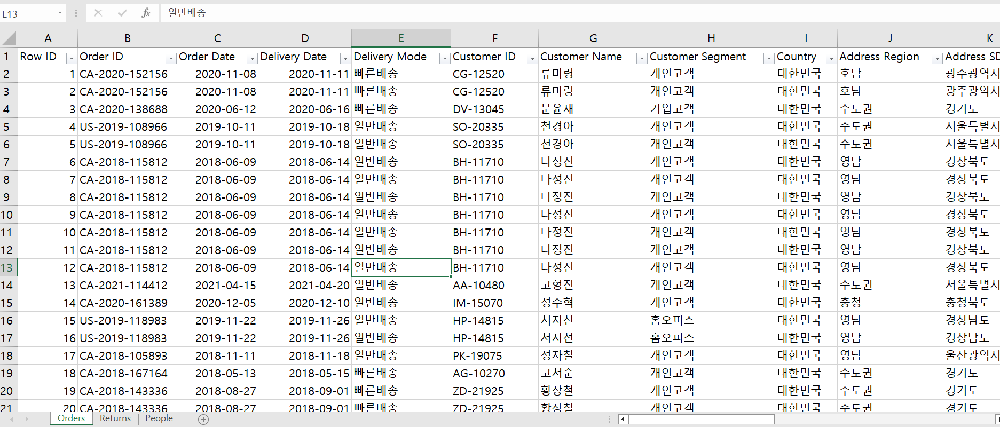 E13 fx 일반배송
A B C D E F G H I J K
1 Row ID Order ID Order Date Delivery Date Delivery Mode Customer ID Customer Name Customer Segment Country Address Region Address SD
2 1 CA-2020-152156 2020-11-08 2020-11-11 빠른배송 CG-12520 류미령 개인고객 대한민국 호남 광주광역시
3 2 CA-2020-152156 2020-11-08 2020-11-11 빠른배송 CG-12520 류미령 개인고객 대한민국 호남 광주광역시
4 3 CA-2020-138688 2020-06-12 2020-06-16 빠른배송 DV-13045 문윤재 기업고객 대한민국 수도권 경기도
5 4 US-2019-108966 2019-10-11 2019-10-18 일반배송 SO-20335 천경아 개인고객 대한민국 수도권 서울특별시
6 5 US-2019-108966 2019-10-11 2019-10-18 일반배송 SO-20335 천경아 개인고객 대한민국 수도권 서울특별시
7 6 CA-2018-115812 2018-06-09 2018-06-14 일반배송 BH-11710 나정진 개인고객 대한민국 영남 경상북도
8 7 CA-2018-115812 2018-06-09 2018-06-14 일반배송 BH-11710 나정진 개인고객 대한민국 영남 경상북도
9 8 CA-2018-115812 2018-06-09 2018-06-14 일반배송 BH-11710 나정진 개인고객 대한민국 영남 경상북도
10 9 CA-2018-115812 2018-06-09 2018-06-14 일반배송 BH-11710 나정진 개인고객 대한민국 영남 경상북도
11 10 CA-2018-115812 2018-06-09 2018-06-14 일반배송 BH-11710 나정진 개인고객 대한민국 영남 경상북도
12 11 CA-2018-115812 2018-06-09 2018-06-14 일반배송 BH-11710 나정진 개인고객 대한민국 영남 경상북도
13 12 CA-2018-115812 2018-06-09 2018-06-14 일반배송 BH-11710 나정진 개인고객 대한민국 영남 경상북도
14 13 CA-2021-114412 2021-04-15 2021-04-20 일반배송 AA-10480 고형진 개인고객 대한민국 수도권 서울특별시
15 14 CA-2020-161389 2020-12-05 2020-12-10 일반배송 IM-15070 성주혁 개인고객 대한민국 충청 충청북도
16 15 US-2019-118983 2019-11-22 2019-11-26 일반배송 HP-14815 서지선 홈오피스 대한민국 영남 경상남도
17 16 US-2019-118983 2019-11-22 2019-11-26 일반배송 HP-14815 서지선 홈오피스 대한민국 영남 경상남도
18 17 CA-2018-105893 2018-11-11 2018-11-18 일반배송 PK-19075 정자철 개인고객 대한민국 영남 울산광역시
19 18 CA-2018-167164 2018-05-13 2018-05-15 빠른배송 AG-10270 고서준 개인고객 대한민국 수도권 경기도
20 19 CA-2018-143336 2018-08-27 2018-09-01 빠른배송 ZD-21925 황상철 개인고객 대한민국 수도권 경기도
21 20 CA-2018-143336 2018-08-27 2018-09-01 빠른배송 ZD-21925 황상철 개인고객 대한민국 수도권 경기도
Orders Returns People